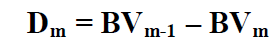 Dₘ = BVₘ₋₁ – BVₘ